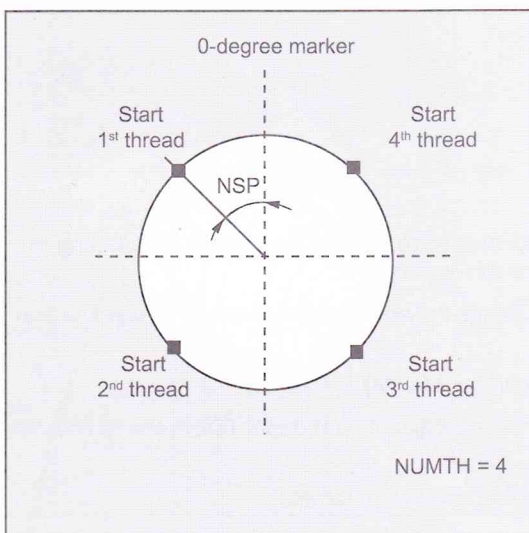 0-degree marker
Start
1st thread
Start
4th thread
NSP
Start
2nd thread
Start
3rd thread
NUMTH = 4